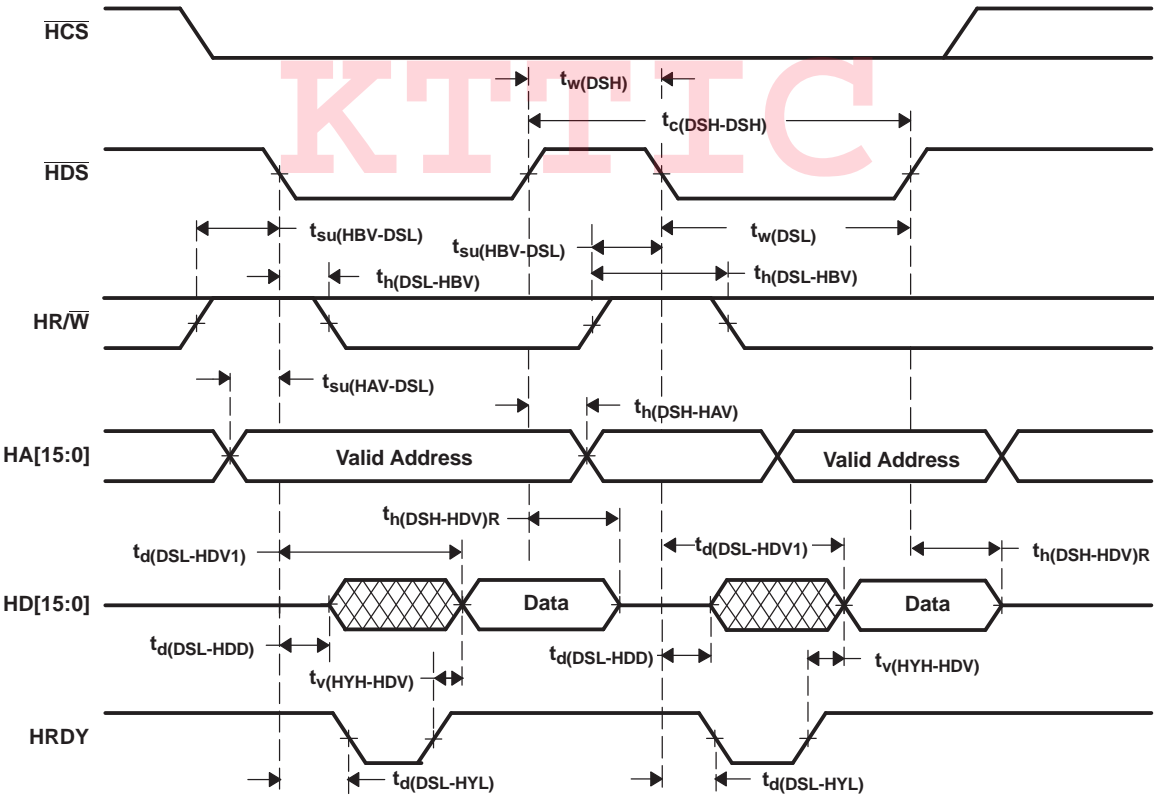 HCS
KTTIC
tw(DSH)
tc(DSH-DSH)
HDS
tsu(HBV-DSL)
tsu(HBV-DSL)
tw(DSL)
th(DSL-HBV)
th(DSL-HBV)
HR/W
tsu(HAV-DSL)
th(DSH-HAV)
HA[15:0]
Valid Address
Valid Address
th(DSH-HDV)R
td(DSL-HDV1)
td(DSL-HDV1)
th(DSH-HDV)R
HD[15:0]
Data
Data
td(DSL-HDD)
td(DSL-HDD)
tv(HYH-HDV)
tv(HYH-HDV)
HRDY
td(DSL-HYL)
td(DSL-HYL)